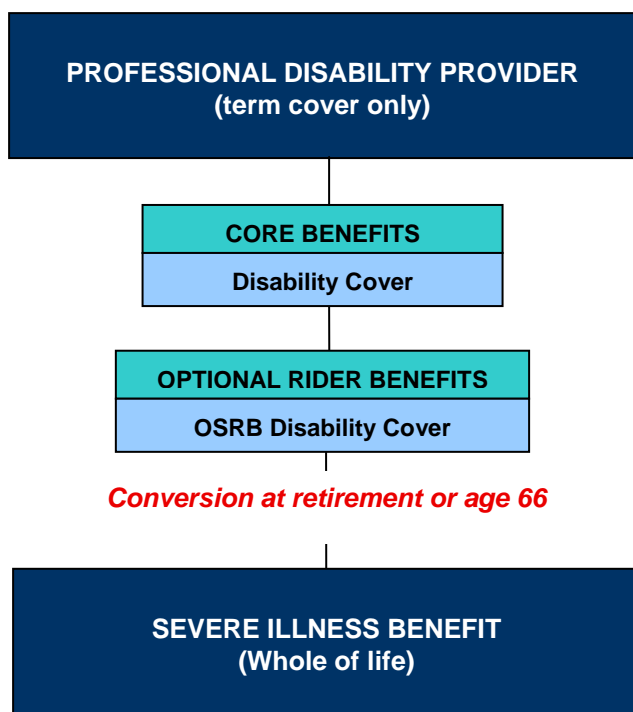 PROFESSIONAL DISABILITY PROVIDER
(term cover only)
CORE BENEFITS
Disability Cover
OPTIONAL RIDER BENEFITS
OSRB Disability Cover
Conversion at retirement or age 66
SEVERE ILLNESS BENEFIT
(Whole of life)